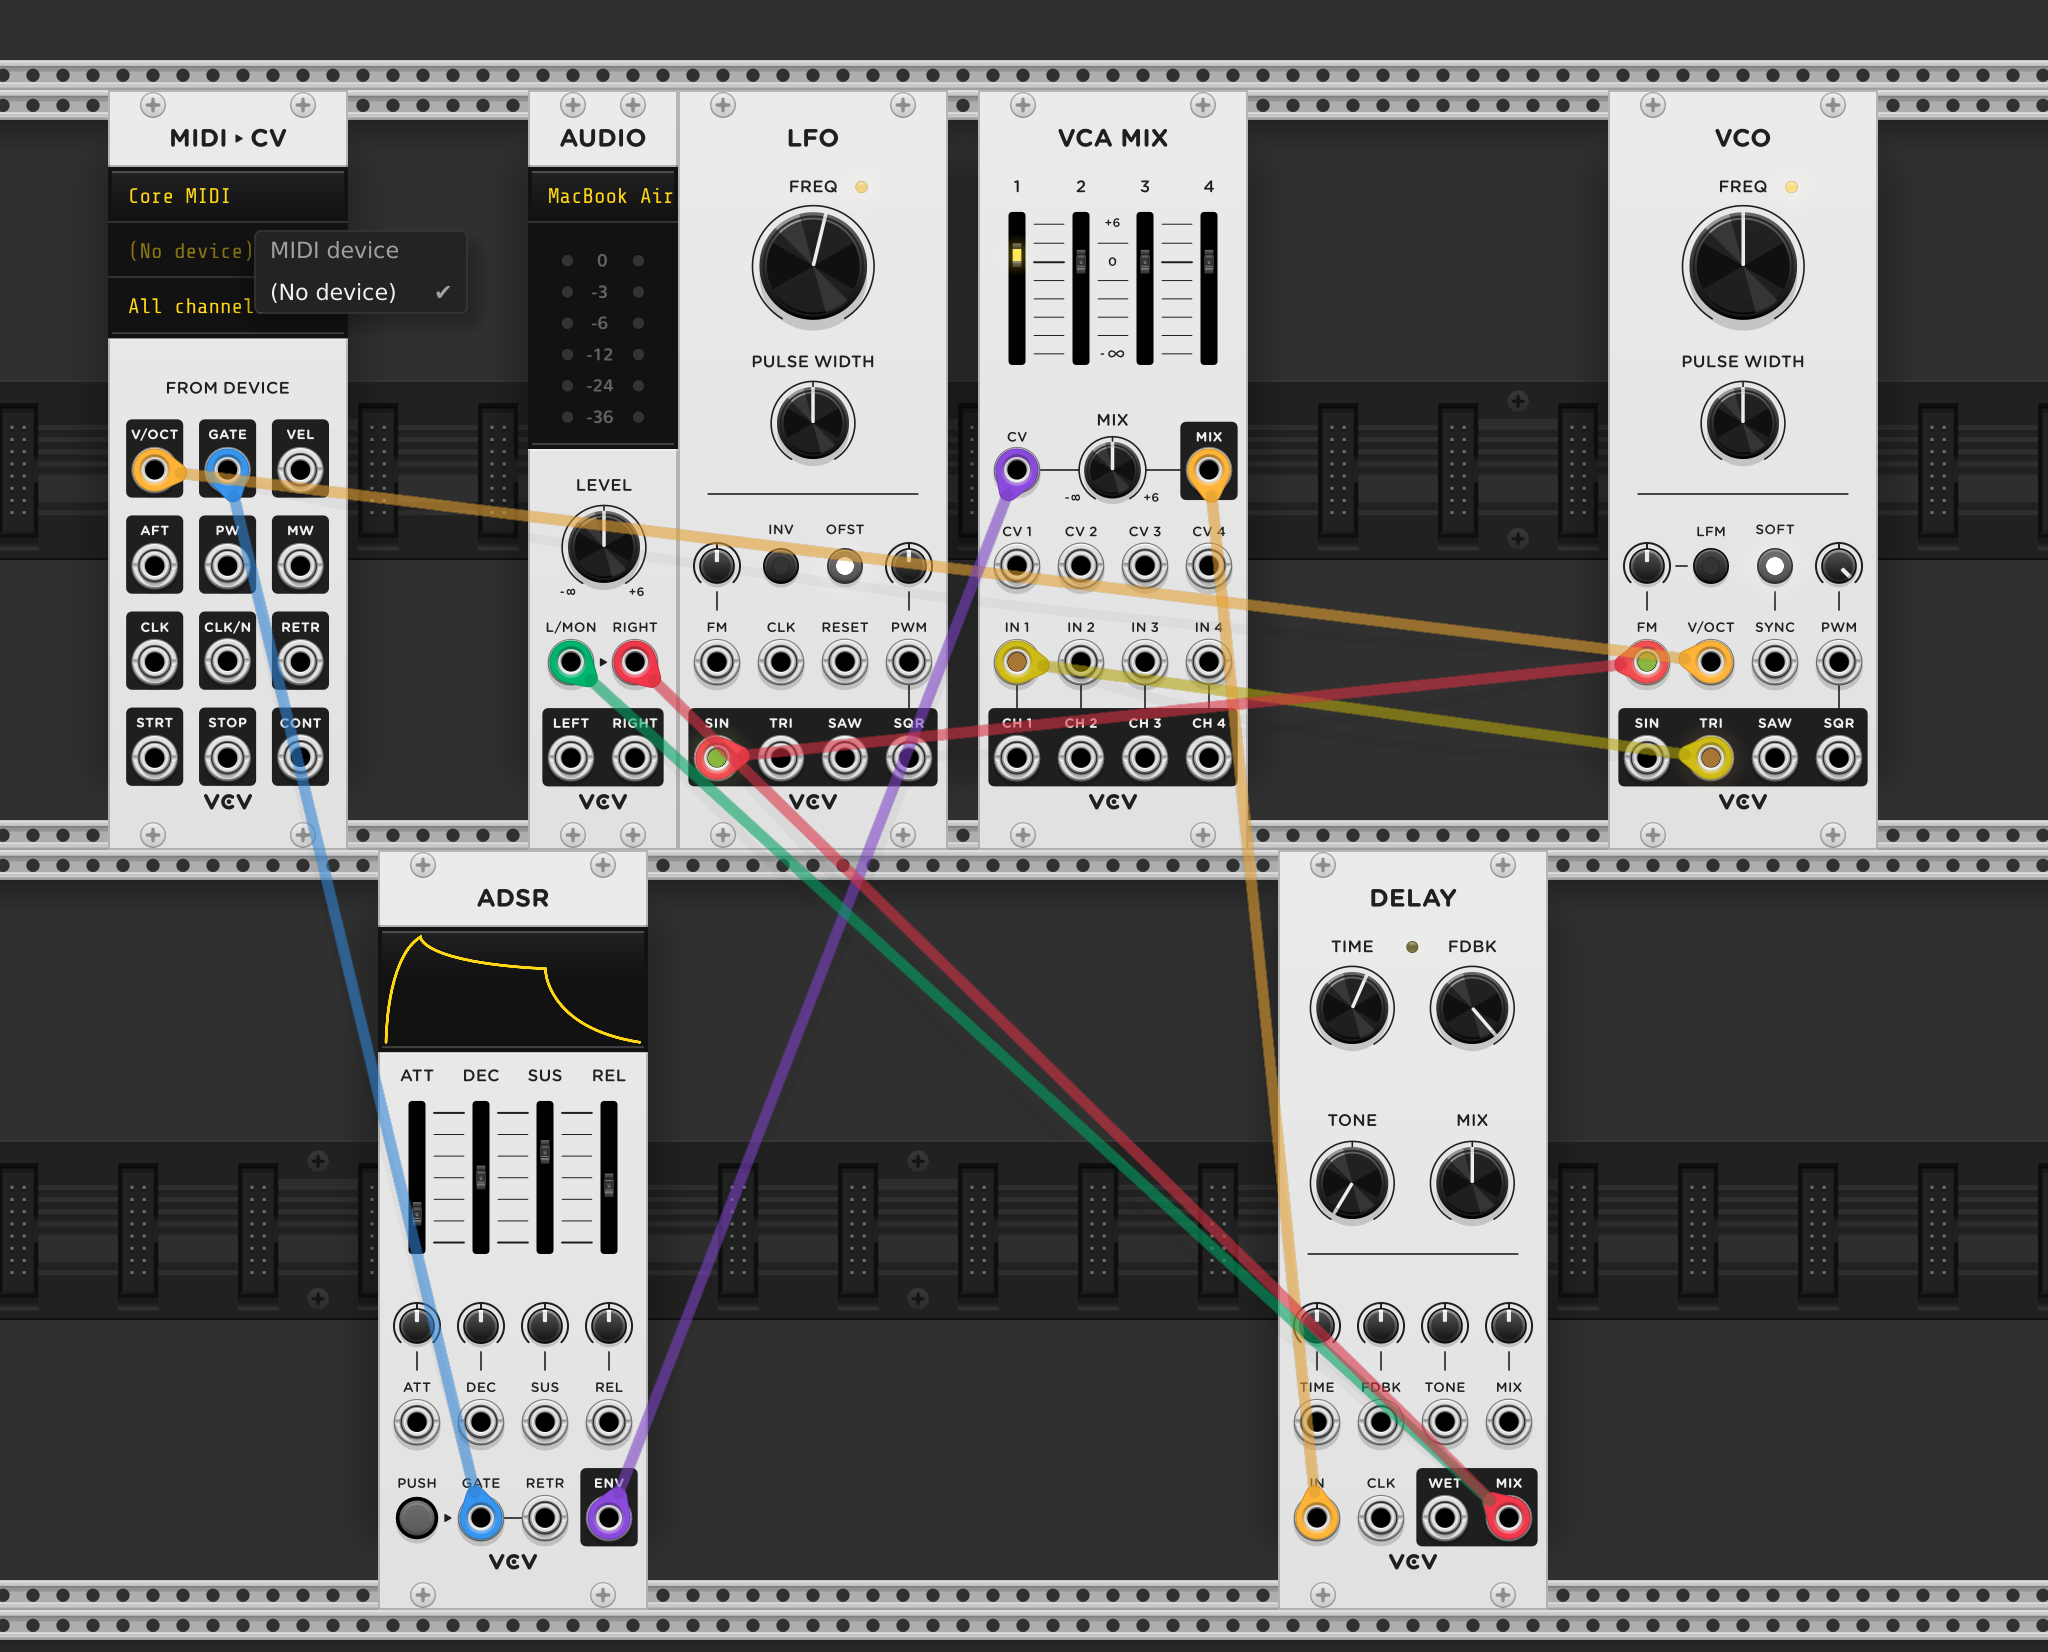 MIDI ▸ CV
Core MIDI
(No device)
All channel
MIDI device
(No device) ✔
FROM DEVICE
V/OCT GATE VEL
AFT PW MW
CLK CLK/N RETR
STRT STOP CONT
VCV
AUDIO
MacBook Air
0
-3
-6
-12
-24
-36
LEVEL
-∞ +6
L/MON RIGHT
LEFT RIGHT
VCV
LFO
FREQ
PULSE WIDTH
INV OFST
FM CLK RESET PWM
SIN TRI SAW SQR
VCV
VCA MIX
1 2 3 4
+6
0
-∞
MIX
CV MIX
-∞ +6
CV 1 CV 2 CV 3 CV 4
IN 1 IN 2 IN 3 IN 4
CH 1 CH 2 CH 3 CH 4
VCV
VCO
FREQ
PULSE WIDTH
LFM SOFT
FM V/OCT SYNC PWM
SIN TRI SAW SQR
VCV
ADSR
ATT DEC SUS REL
ATT DEC SUS REL
PUSH GATE RETR ENV
VCV
DELAY
TIME FDBK
TONE MIX
TIME FDBK TONE MIX
IN CLK WET MIX
VCV